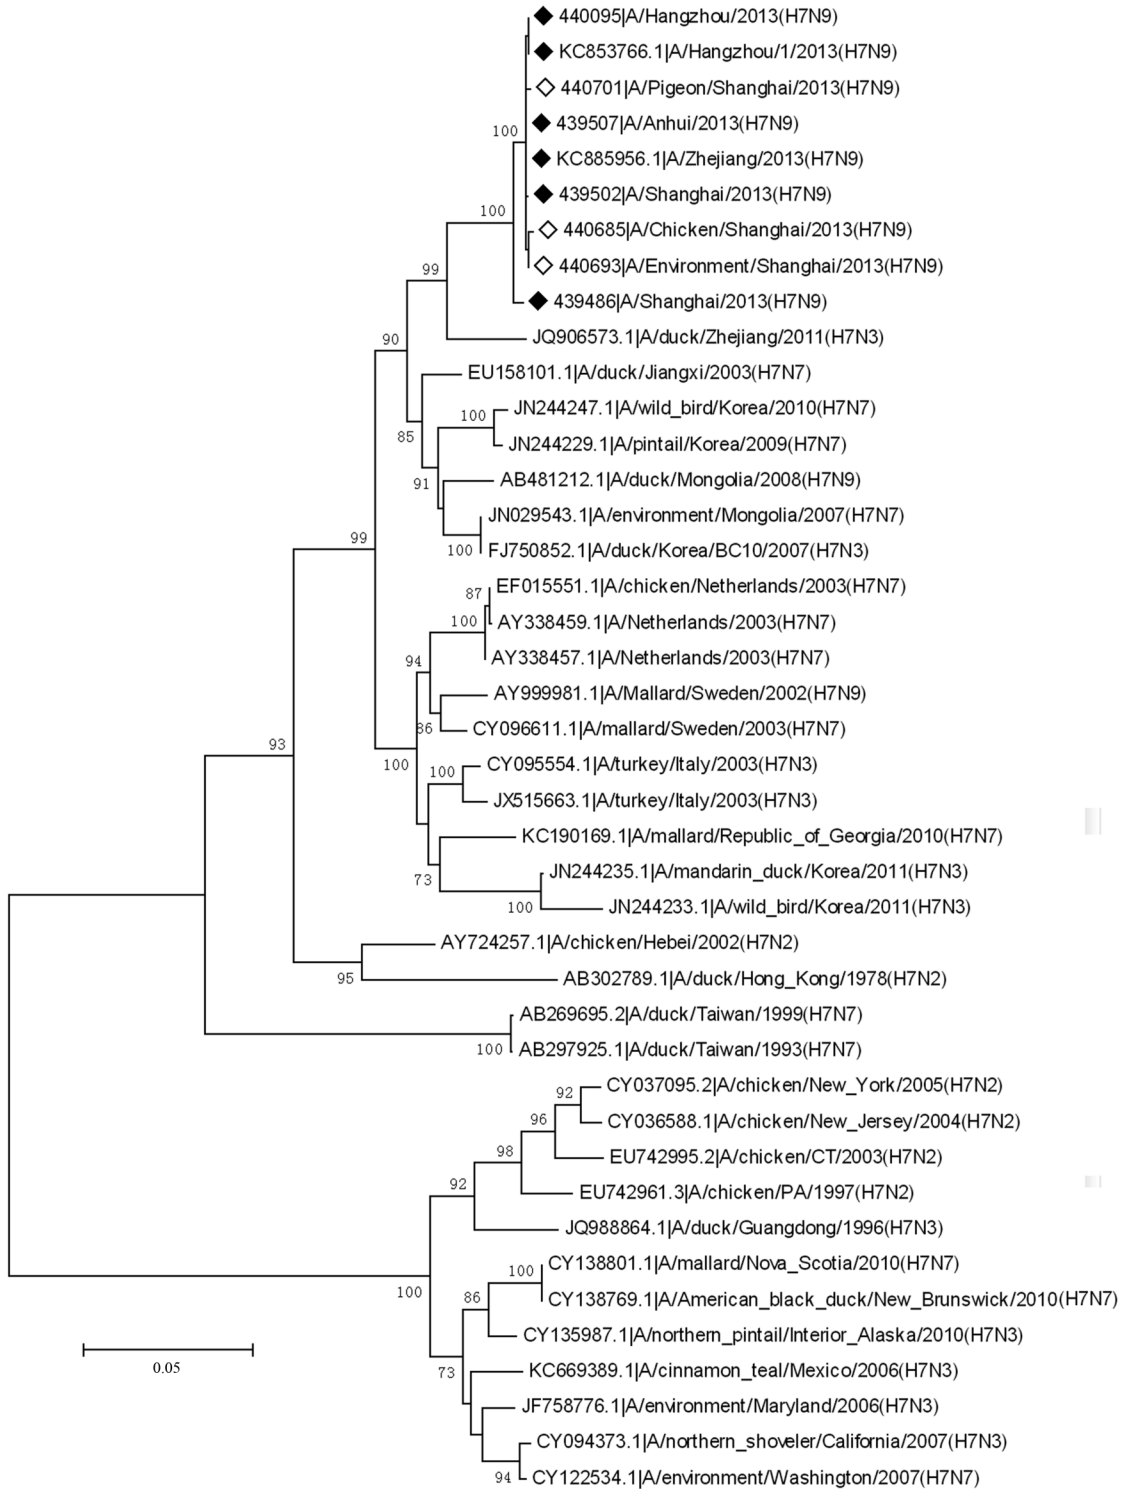 440095|A/Hangzhou/2013(H7N9)
KC853766.1|A/Hangzhou/1/2013(H7N9)
440701|A/Pigeon/Shanghai/2013(H7N9)
439507|A/Anhui/2013(H7N9)
100
KC885956.1|A/Zhejiang/2013(H7N9)
439502|A/Shanghai/2013(H7N9)
100
440685|A/Chicken/Shanghai/2013(H7N9)
440693|A/Environment/Shanghai/2013(H7N9)
99
439486|A/Shanghai/2013(H7N9)
JQ906573.1|A/duck/Zhejiang/2011(H7N3)
90
EU158101.1|A/duck/Jiangxi/2003(H7N7)
JN244247.1|A/wild_bird/Korea/2010(H7N7)
100
85
JN244229.1|A/pintail/Korea/2009(H7N7)
AB481212.1|A/duck/Mongolia/2008(H7N9)
91
JN029543.1|A/environment/Mongolia/2007(H7N7)
99
100
FJ750852.1|A/duck/Korea/BC10/2007(H7N3)
EF015551.1|A/chicken/Netherlands/2003(H7N7)
87
100
AY338459.1|A/Netherlands/2003(H7N7)
AY338457.1|A/Netherlands/2003(H7N7)
94
AY999981.1|A/Mallard/Sweden/2002(H7N9)
86
CY096611.1|A/mallard/Sweden/2003(H7N7)
93
100
CY095554.1|A/turkey/Italy/2003(H7N3)
100
JX515663.1|A/turkey/Italy/2003(H7N3)
KC190169.1|A/mallard/Republic_of_Georgia/2010(H7N7)
JN244235.1|A/mandarin_duck/Korea/2011(H7N3)
73
100
JN244233.1|A/wild_bird/Korea/2011(H7N3)
AY724257.1|A/chicken/Hebei/2002(H7N2)
95
AB302789.1|A/duck/Hong_Kong/1978(H7N2)
AB269695.2|A/duck/Taiwan/1999(H7N7)
100
AB297925.1|A/duck/Taiwan/1993(H7N7)
CY037095.2|A/chicken/New_York/2005(H7N2)
92
96
CY036588.1|A/chicken/New_Jersey/2004(H7N2)
98
EU742995.2|A/chicken/CT/2003(H7N2)
92
EU742961.3|A/chicken/PA/1997(H7N2)
JQ988864.1|A/duck/Guangdong/1996(H7N3)
CY138801.1|A/mallard/Nova_Scotia/2010(H7N7)
100
100
86
CY138769.1|A/American_black_duck/New_Brunswick/2010(H7N7)
CY135987.1|A/northern_pintail/Interior_Alaska/2010(H7N3)
0.05
73
KC669389.1|A/cinnamon_teal/Mexico/2006(H7N3)
JF758776.1|A/environment/Maryland/2006(H7N3)
CY094373.1|A/northern_shoveler/California/2007(H7N3)
94
CY122534.1|A/environment/Washington/2007(H7N7)